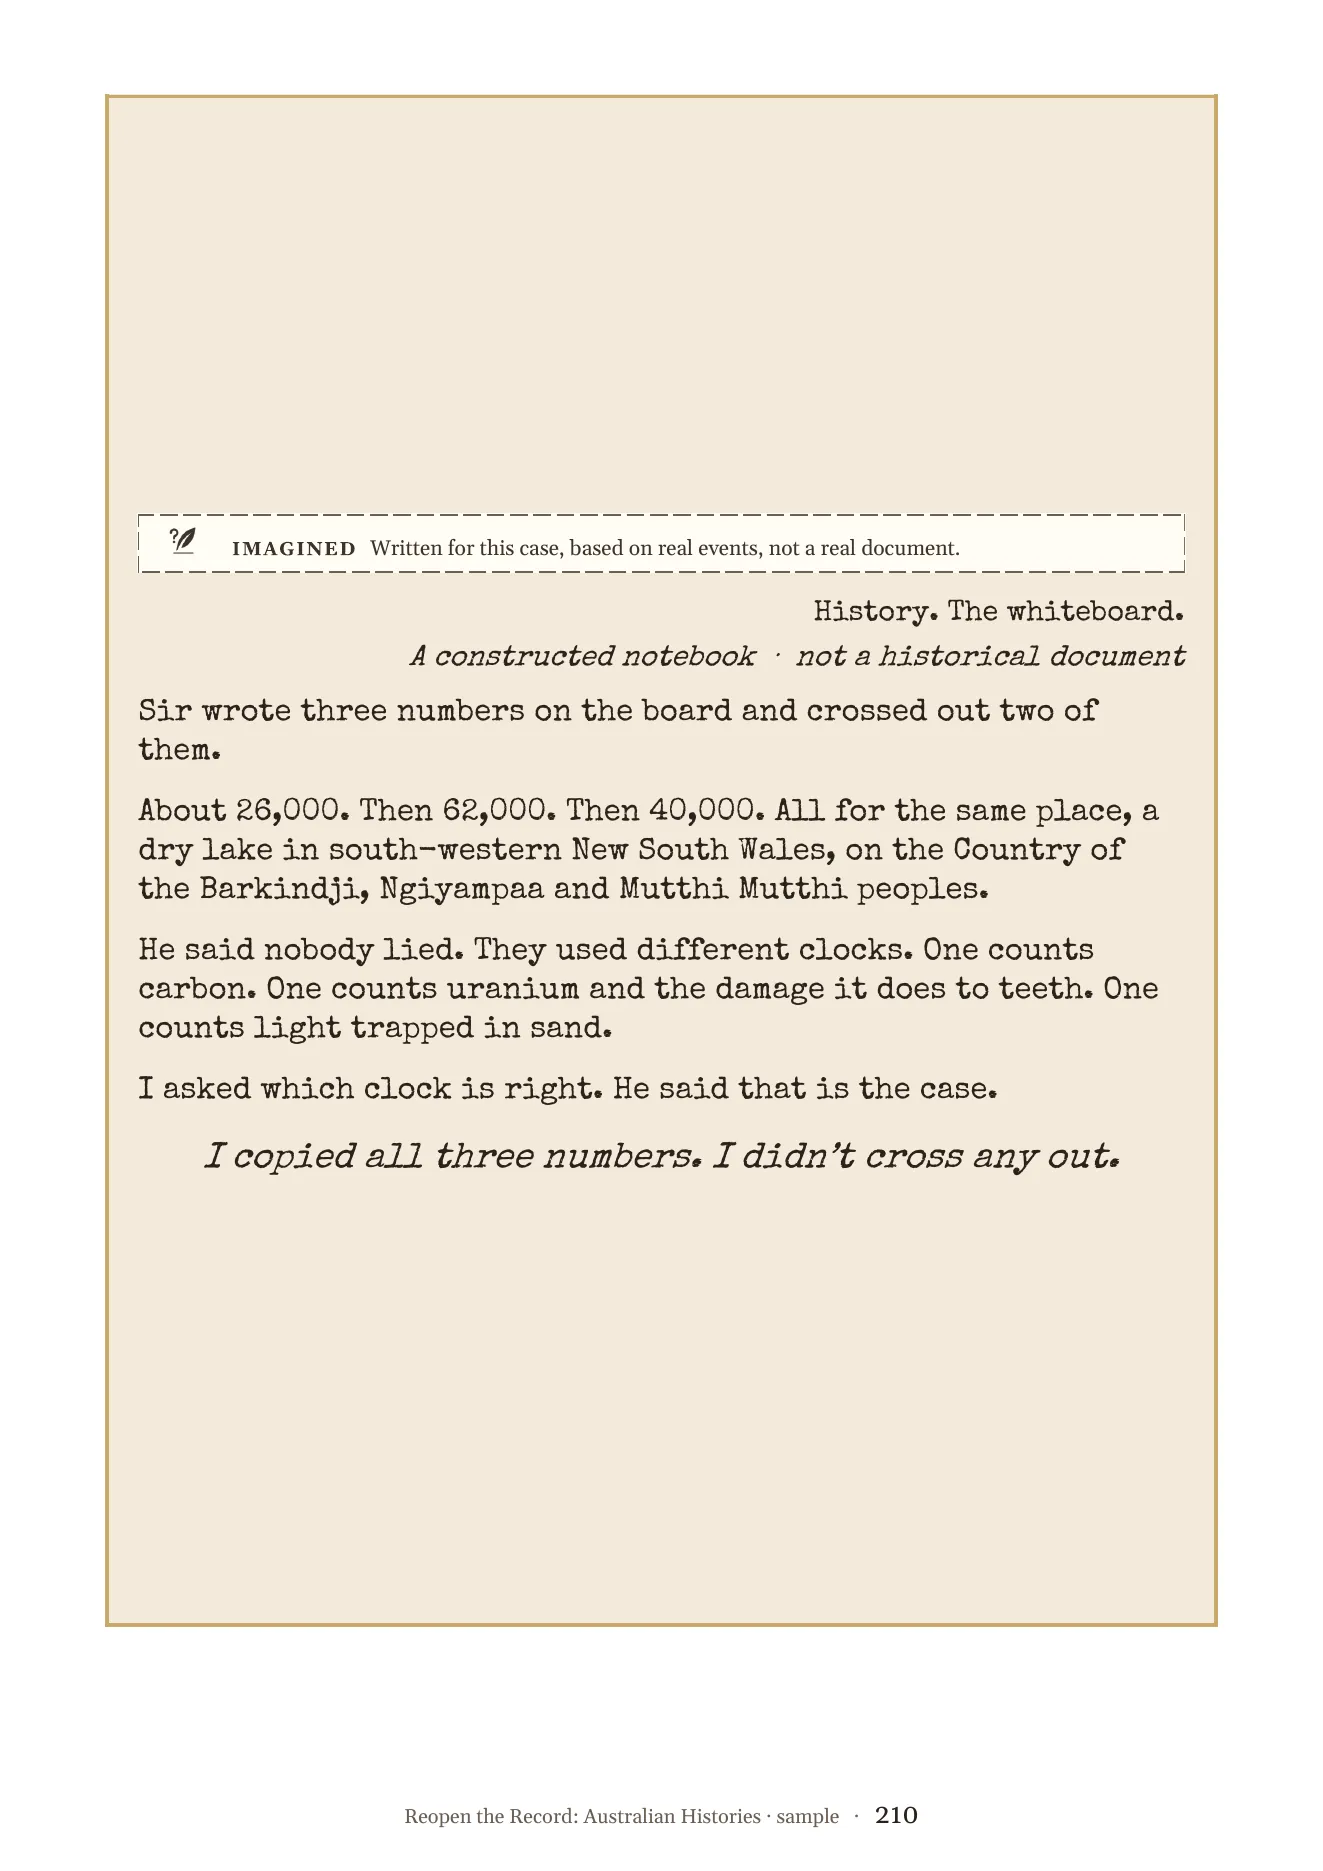 IMAGINED Written for this case, based on real events, not a real document.
History. The whiteboard.
A constructed notebook · not a historical document
Sir wrote three numbers on the board and crossed out two of
them.
About 26,000. Then 62,000. Then 40,000. All for the same place, a
dry lake in south-western New South Wales, on the Country of
the Barkindji, Ngiyampaa and Mutthi Mutthi peoples.
He said nobody lied. They used different clocks. One counts
carbon. One counts uranium and the damage it does to teeth. One
counts light trapped in sand.
I asked which clock is right. He said that is the case.
I copied all three numbers. I didn’t cross any out.
Reopen the Record: Australian Histories · sample · 210